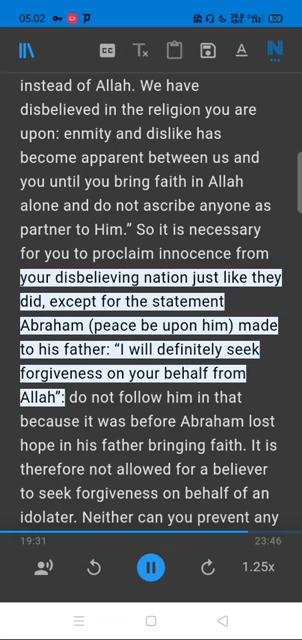 05.02
39.0
KB/s
4G
CC
A
N
instead of Allah. We have
disbelieved in the religion you are
upon: enmity and dislike has
become apparent between us and
you until you bring faith in Allah
alone and do not ascribe anyone as
partner to Him.” So it is necessary
for you to proclaim innocence from
your disbelieving nation just like they
did, except for the statement
Abraham (peace be upon him) made
to his father: “I will definitely seek
forgiveness on your behalf from
Allah”: do not follow him in that
because it was before Abraham lost
hope in his father bringing faith. It is
therefore not allowed for a believer
to seek forgiveness on behalf of an
idolater. Neither can you prevent any
19:31 23:46
1.25x